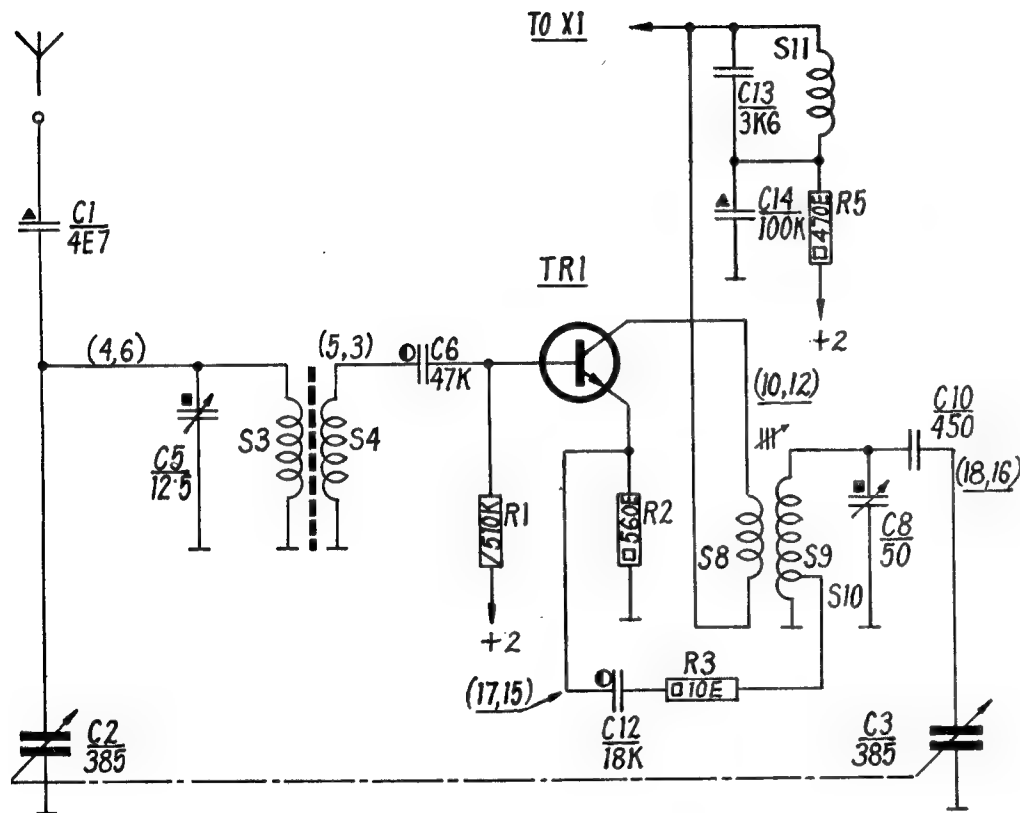 TO X1
S11
C13
3K6
C1
4E7
C14
100K
470E
R5
TR1
+2
(4,6)
(5,3)
C6
47K
(10,12)
C10
450
S3
S4
C5
12·5
(18,16)
510K
R1
560E
R2
S8
S9
C8
50
S10
+2
R3
10E
(17,15)
C12
18K
C2
385
C3
385